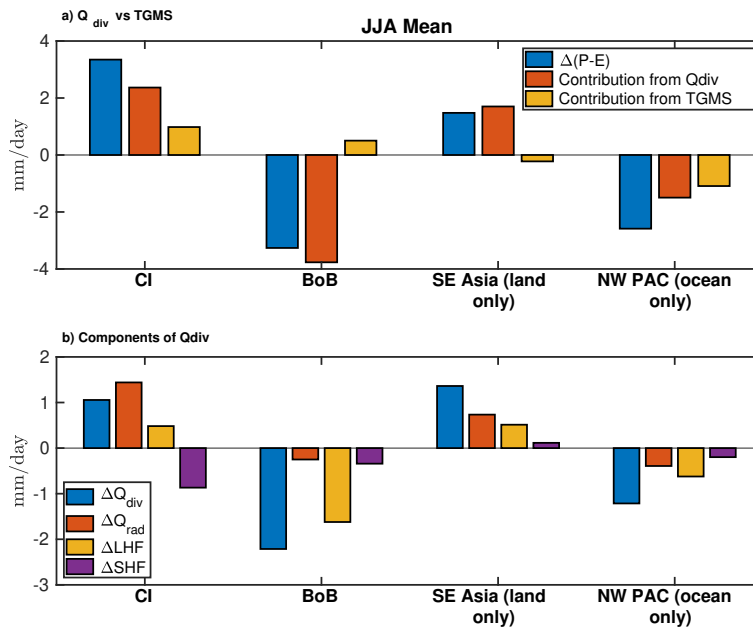 a) Q div vs TGMS
JJA Mean
4
2
0
-2
-4
mm/day
Δ(P-E)
Contribution from Qdiv
Contribution from TGMS
CI
BoB
SE Asia (land only)
NW PAC (ocean only)
b) Components of Qdiv
2
1
0
-1
-2
-3
mm/day
ΔQdiv
ΔQrad
ΔLHF
ΔSHF
CI
BoB
SE Asia (land only)
NW PAC (ocean only)